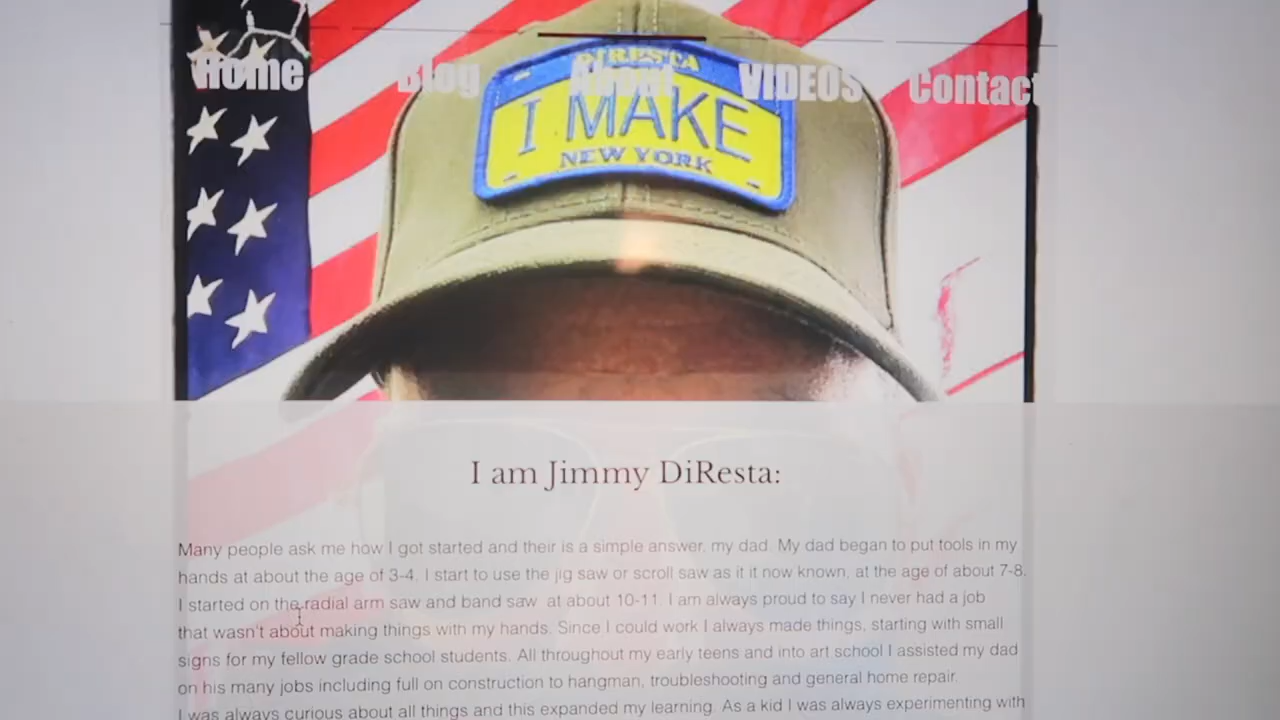 Home Blog About VIDEOS Contact
DIRESTA
I MAKE
NEW YORK
I am Jimmy DiResta:
Many people ask me how I got started and their is a simple answer, my dad. My dad began to put tools in my
hands at about the age of 3-4. I start to use the jig saw or scroll saw as it it now known, at the age of about 7-8.
I started on the radial arm saw and band saw at about 10-11. I am always proud to say I never had a job
that wasn't about making things with my hands. Since I could work I always made things, starting with small
signs for my fellow grade school students. All throughout my early teens and into art school I assisted my dad
on his many jobs including full on construction to hangman, troubleshooting and general home repair.
I was always curious about all things and this expanded my learning. As a kid I was always experimenting with